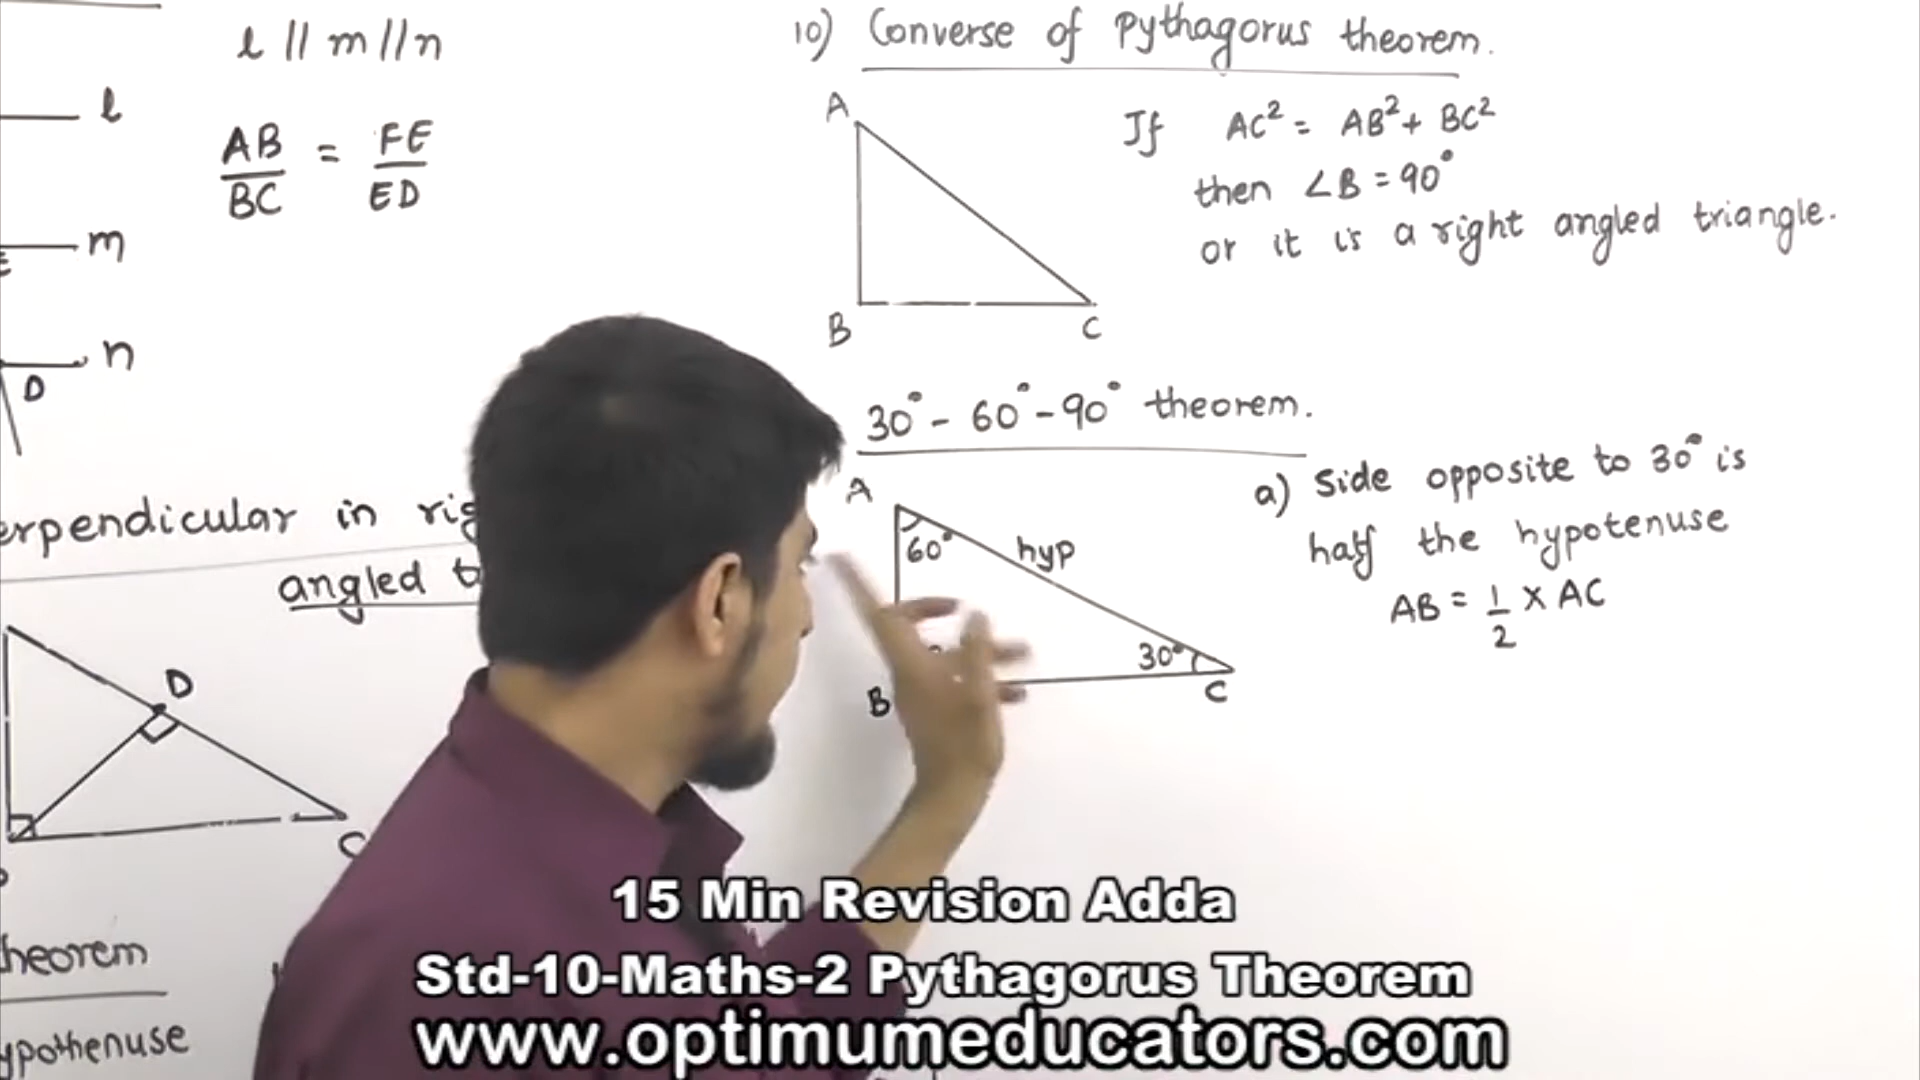 l // m // n
l
AB/BC = FE/ED
m
E
n
D
erpendicular in rig
angled t
D
C
heorem
ypothenuse
10) Converse of Pythagorus theorem.
A
If AC² = AB² + BC²
then ∠B = 90°
or it is a right angled triangle.
B
C
30° - 60° - 90° theorem.
A
a) Side opposite to 30° is
half the hypotenuse
AB = 1/2 × AC
60°
hyp
30°
B
C
15 Min Revision Adda
Std-10-Maths-2 Pythagorus Theorem
www.optimumeducators.com